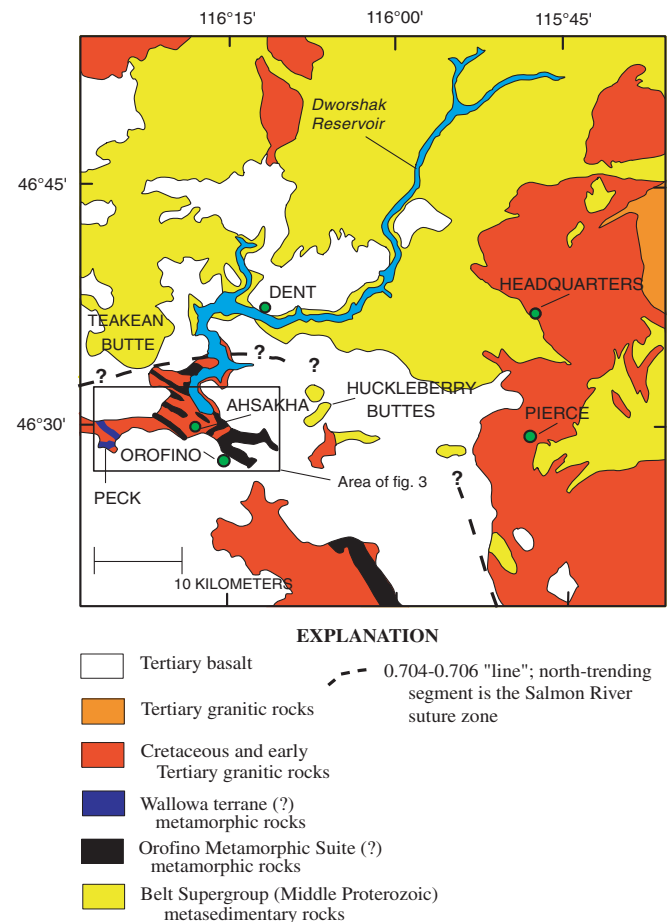 116°15'
116°00'
115°45'
Dworshak
Reservoir
46°45'
HEADQUARTERS
DENT
TEAKEAN
BUTTE
?
?
?
HUCKLEBERRY
BUTTES
AHSAKHA
PIERCE
46°30'
OROFINO
?
Area of fig. 3
PECK
10 KILOMETERS
EXPLANATION
Tertiary basalt
Tertiary granitic rocks
Cretaceous and early
Tertiary granitic rocks
Wallowa terrane (?)
metamorphic rocks
Orofino Metamorphic Suite (?)
metamorphic rocks
Belt Supergroup (Middle Proterozoic)
metasedimentary rocks
0.704-0.706 "line"; north-trending
segment is the Salmon River
suture zone